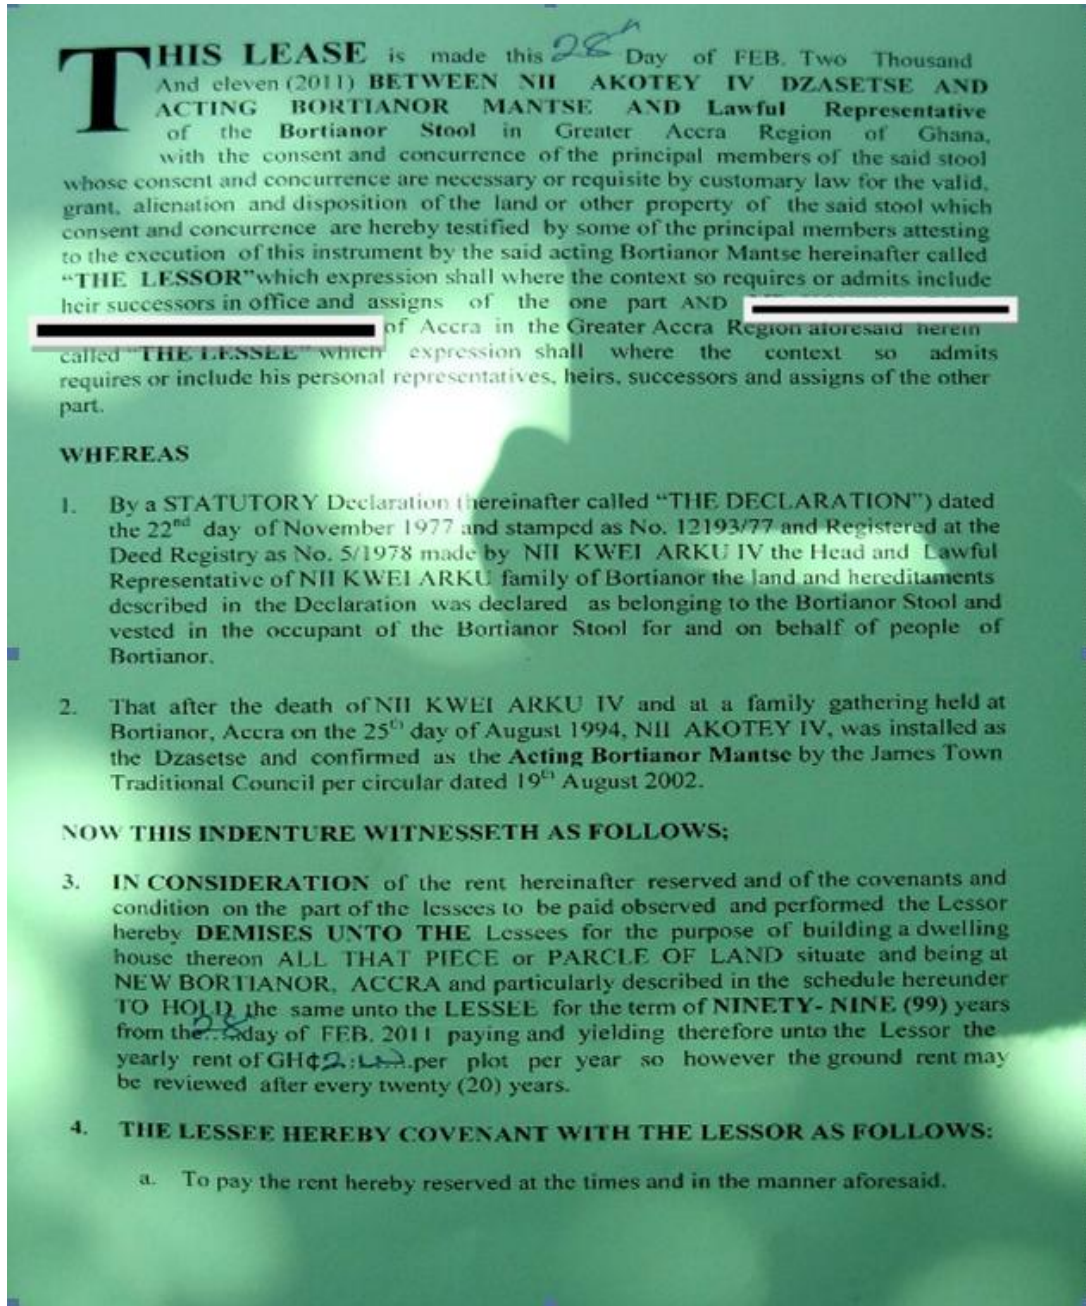 THIS LEASE is made this 28th Day of FEB. Two Thousand
And eleven (2011) BETWEEN NII AKOTEY IV DZASETSE AND
ACTING BORTIANOR MANTSE AND Lawful Representative
of the Bortianor Stool in Greater Accra Region of Ghana,
with the consent and concurrence of the principal members of the said stool
whose consent and concurrence are necessary or requisite by customary law for the valid,
grant, alienation and disposition of the land or other property of the said stool which
consent and concurrence are hereby testified by some of the principal members attesting
to the execution of this instrument by the said acting Bortianor Mantse hereinafter called
“THE LESSOR”which expression shall where the context so requires or admits include
heir successors in office and assigns of the one part AND
of Accra in the Greater Accra Region aforesaid herein
called “THE LESSEE” which expression shall where the context so admits
requires or include his personal representatives, heirs, successors and assigns of the other
part.
WHEREAS
1. By a STATUTORY Declaration (hereinafter called “THE DECLARATION”) dated
the 22nd day of November 1977 and stamped as No. 12193/77 and Registered at the
Deed Registry as No. 5/1978 made by NII KWEI ARKU IV the Head and Lawful
Representative of NII KWEI ARKU family of Bortianor the land and hereditaments
described in the Declaration was declared as belonging to the Bortianor Stool and
vested in the occupant of the Bortianor Stool for and on behalf of people of
Bortianor.
2. That after the death of NII KWEI ARKU IV and at a family gathering held at
Bortianor, Accra on the 25th day of August 1994, NII AKOTEY IV, was installed as
the Dzasetse and confirmed as the Acting Bortianor Mantse by the James Town
Traditional Council per circular dated 19th August 2002.
NOW THIS INDENTURE WITNESSETH AS FOLLOWS;
3. IN CONSIDERATION of the rent hereinafter reserved and of the covenants and
condition on the part of the lessees to be paid observed and performed the Lessor
hereby DEMISES UNTO THE Lessees for the purpose of building a dwelling
house thereon ALL THAT PIECE or PARCLE OF LAND situate and being at
NEW BORTIANOR, ACCRA and particularly described in the schedule hereunder
TO HOLD the same unto the LESSEE for the term of NINETY- NINE (99) years
from the 28 day of FEB. 2011 paying and yielding therefore unto the Lessor the
yearly rent of GH¢ per plot per year so however the ground rent may
be reviewed after every twenty (20) years.
4. THE LESSEE HEREBY COVENANT WITH THE LESSOR AS FOLLOWS:
a. To pay the rent hereby reserved at the times and in the manner aforesaid.